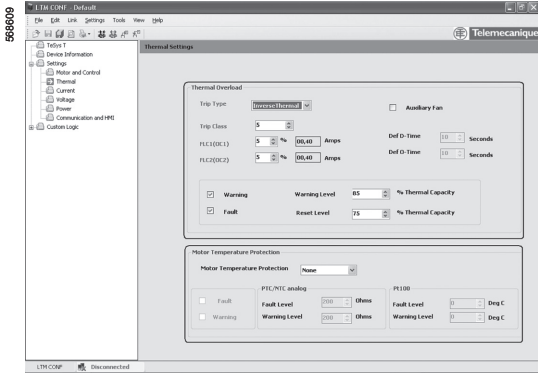 568609
LTM CONF - Default
File Edit Link Settings Tools View Help
Telemecanique
TeSys T
Device Information
Settings
Motor and Control
Thermal
Current
Voltage
Power
Communication and HMI
Custom Logic
Thermal Settings
Thermal Overload
Trip Type InverseThermal Auxiliary Fan
Trip Class 5
FLC1(OC1) 5 % 00,40 Amps Def O-Time 10 Seconds
FLC2(OC2) 5 % 00,40 Amps Def D-Time 10 Seconds
Warning Warning Level 85 % Thermal Capacity
Fault Reset Level 75 % Thermal Capacity
Motor Temperature Protection
Motor Temperature Protection None
PTC/NTC analog Pt100
Fault Fault Level 200 Ohms Fault Level 0 Deg C
Warning Warning Level 200 Ohms Warning Level 0 Deg C
LTM CONF Disconnected